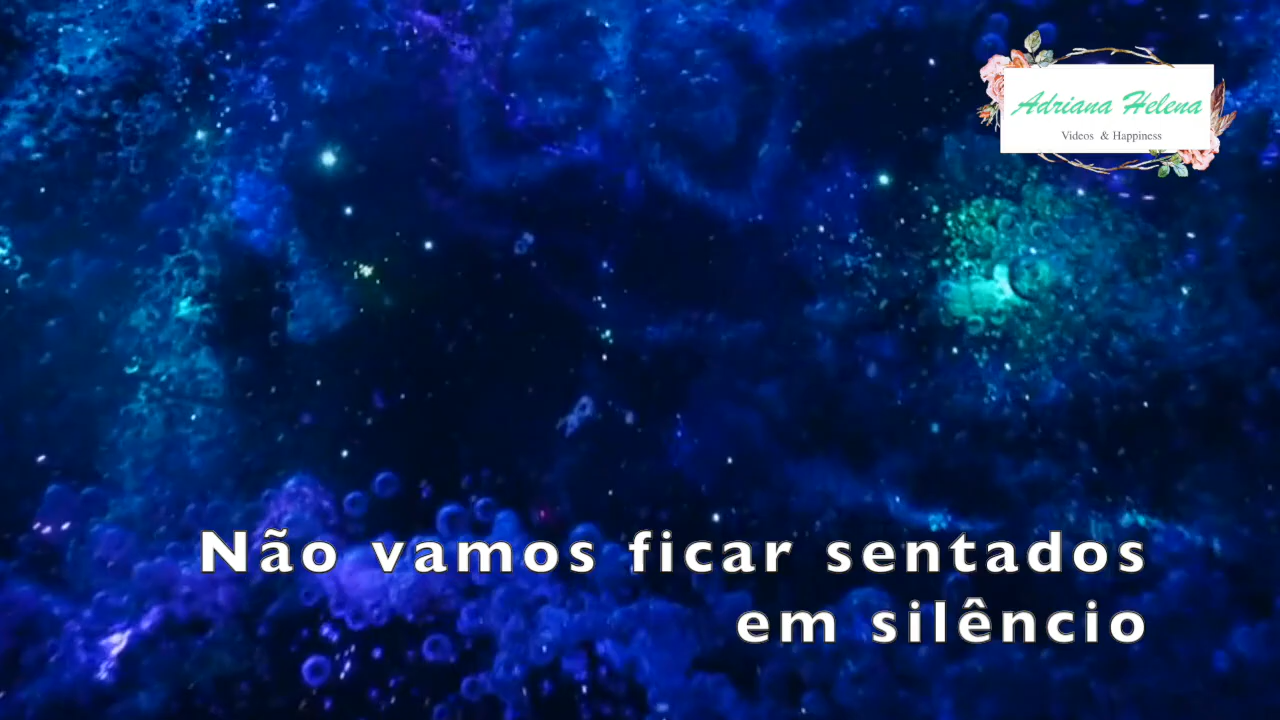 Adriana Helena
Videos & Happiness
Não vamos ficar sentados
em silêncio